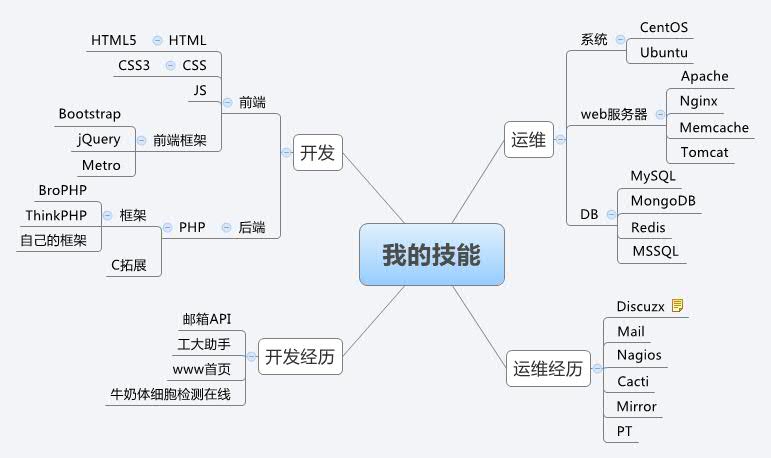 我的技能
开发
前端
HTML
HTML5
CSS
CSS3
JS
前端框架
Bootstrap
jQuery
Metro
后端
PHP
框架
BroPHP
ThinkPHP
自己的框架
C拓展
开发经历
邮箱API
工大助手
www首页
牛奶体细胞检测在线
运维
系统
CentOS
Ubuntu
web服务器
Apache
Nginx
Memcache
Tomcat
DB
MySQL
MongoDB
Redis
MSSQL
运维经历
Discuzx
Mail
Nagios
Cacti
Mirror
PT